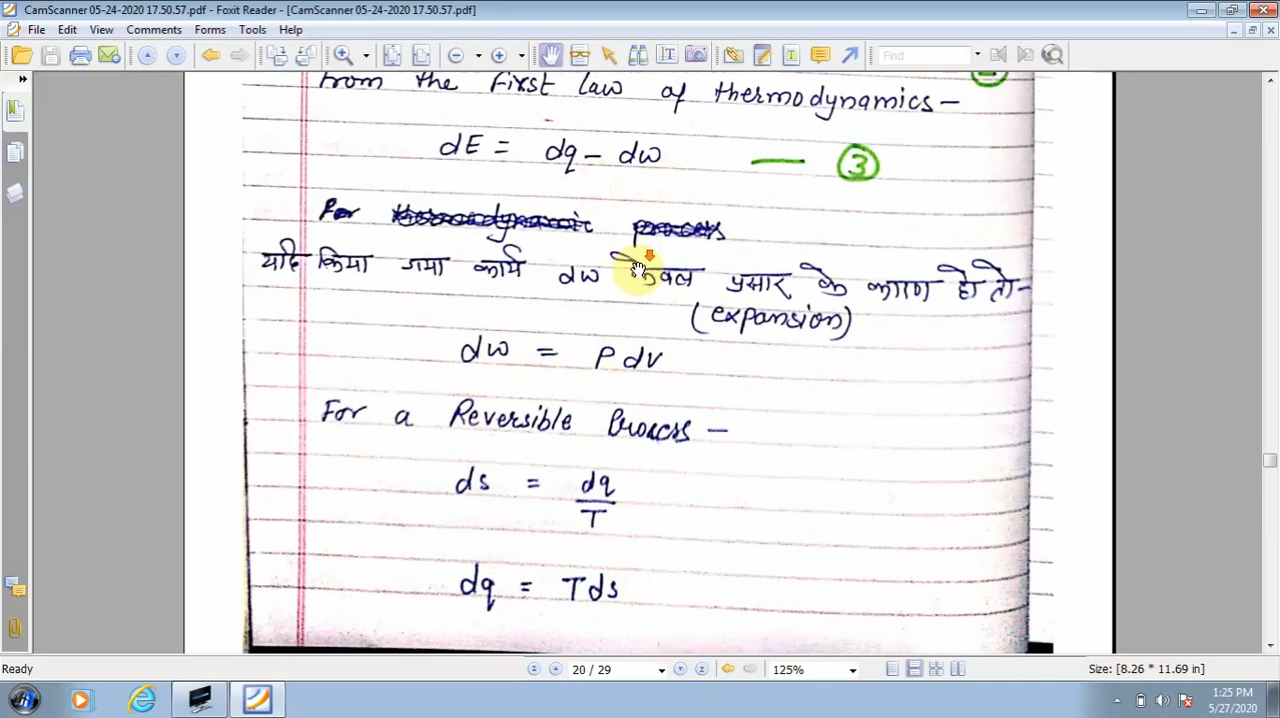 CamScanner 05-24-2020 17.50.57.pdf - Foxit Reader - [CamScanner 05-24-2020 17.50.57.pdf]
File Edit View Comments Forms Tools Help
Find
From the First law of thermodynamics –
dE = dq – dw — 3
यदि किया गया कार्य dw केवल प्रसार के कारण हो तो-
(expansion)
dw = Pdv
For a Reversible Process –
ds = dq
T
dq = Tds
Ready
20 / 29
125%
Size: [8.26 * 11.69 in]
1:25 PM
5/27/2020